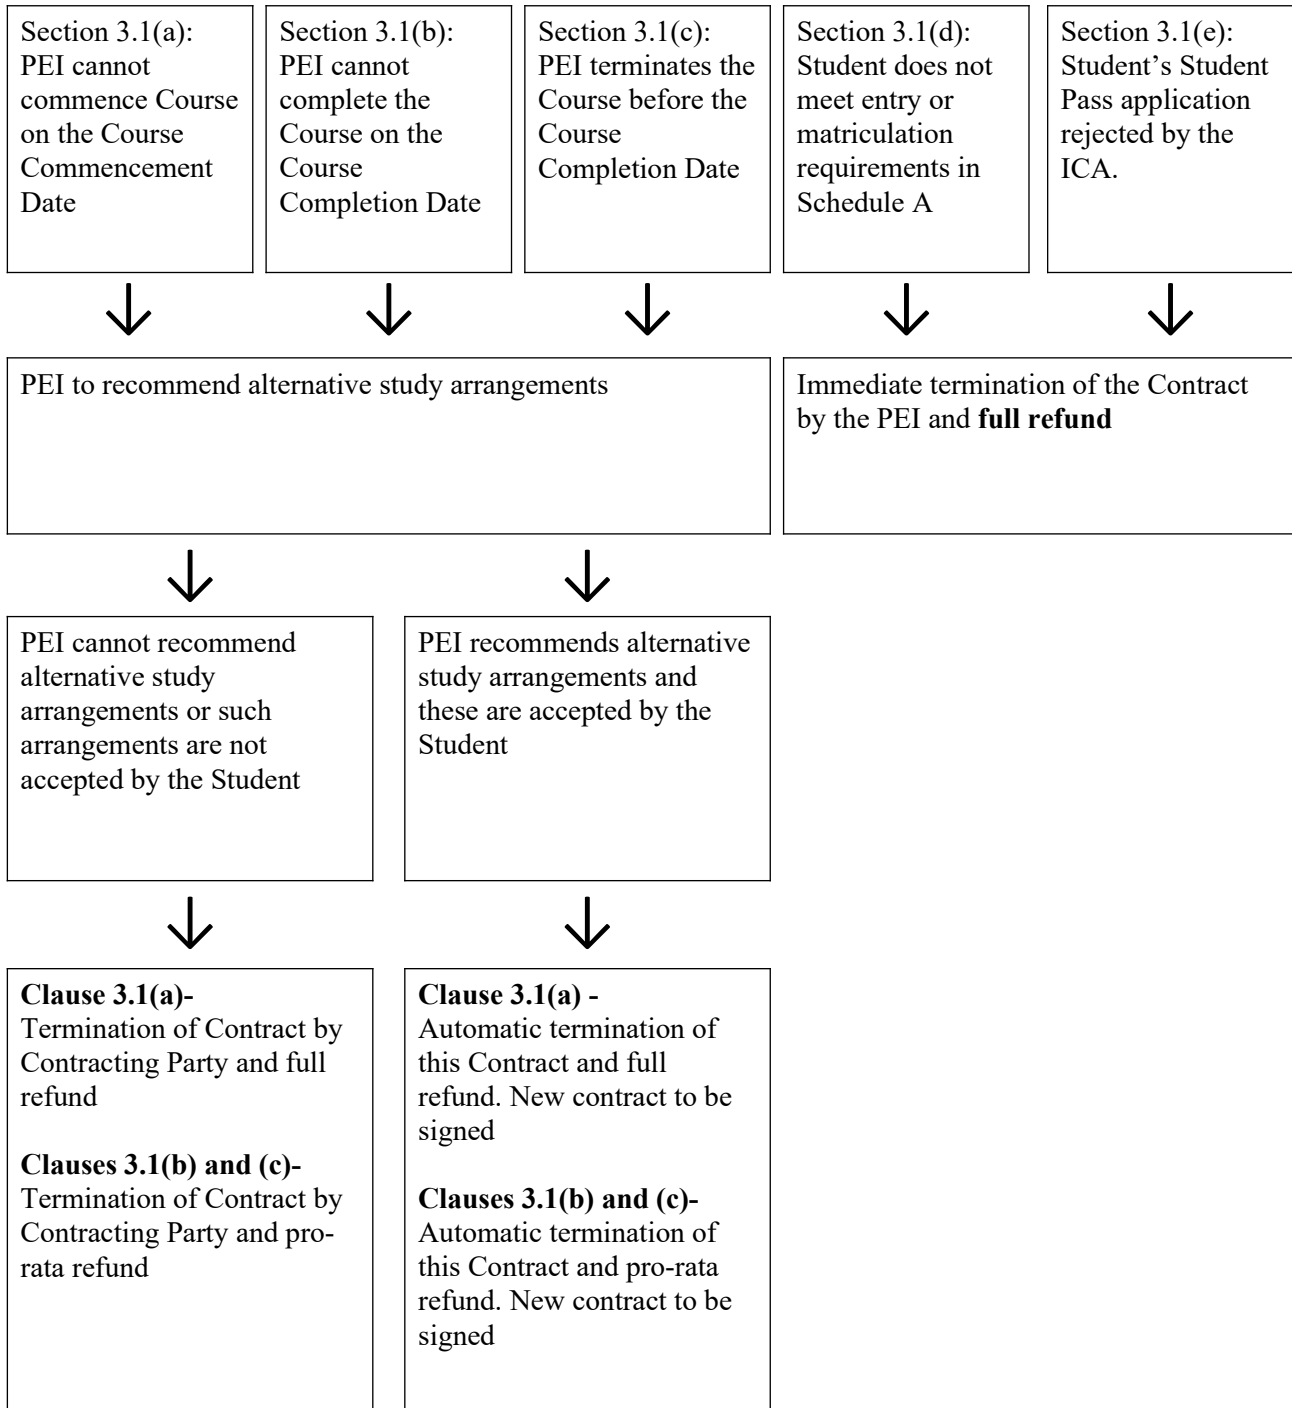 Section 3.1(a):
PEI cannot
commence Course
on the Course
Commencement
Date
Section 3.1(b):
PEI cannot
complete the
Course on the
Course
Completion Date
Section 3.1(c):
PEI terminates the
Course before the
Course
Completion Date
Section 3.1(d):
Student does not
meet entry or
matriculation
requirements in
Schedule A
Section 3.1(e):
Student’s Student
Pass application
rejected by the
ICA.
PEI to recommend alternative study arrangements
Immediate termination of the Contract
by the PEI and full refund
PEI cannot recommend
alternative study
arrangements or such
arrangements are not
accepted by the Student
PEI recommends alternative
study arrangements and
these are accepted by the
Student
Clause 3.1(a)-
Termination of Contract by
Contracting Party and full
refund
Clauses 3.1(b) and (c)-
Termination of Contract by
Contracting Party and pro-
rata refund
Clause 3.1(a) -
Automatic termination of
this Contract and full
refund. New contract to be
signed
Clauses 3.1(b) and (c)-
Automatic termination of
this Contract and pro-rata
refund. New contract to be
signed